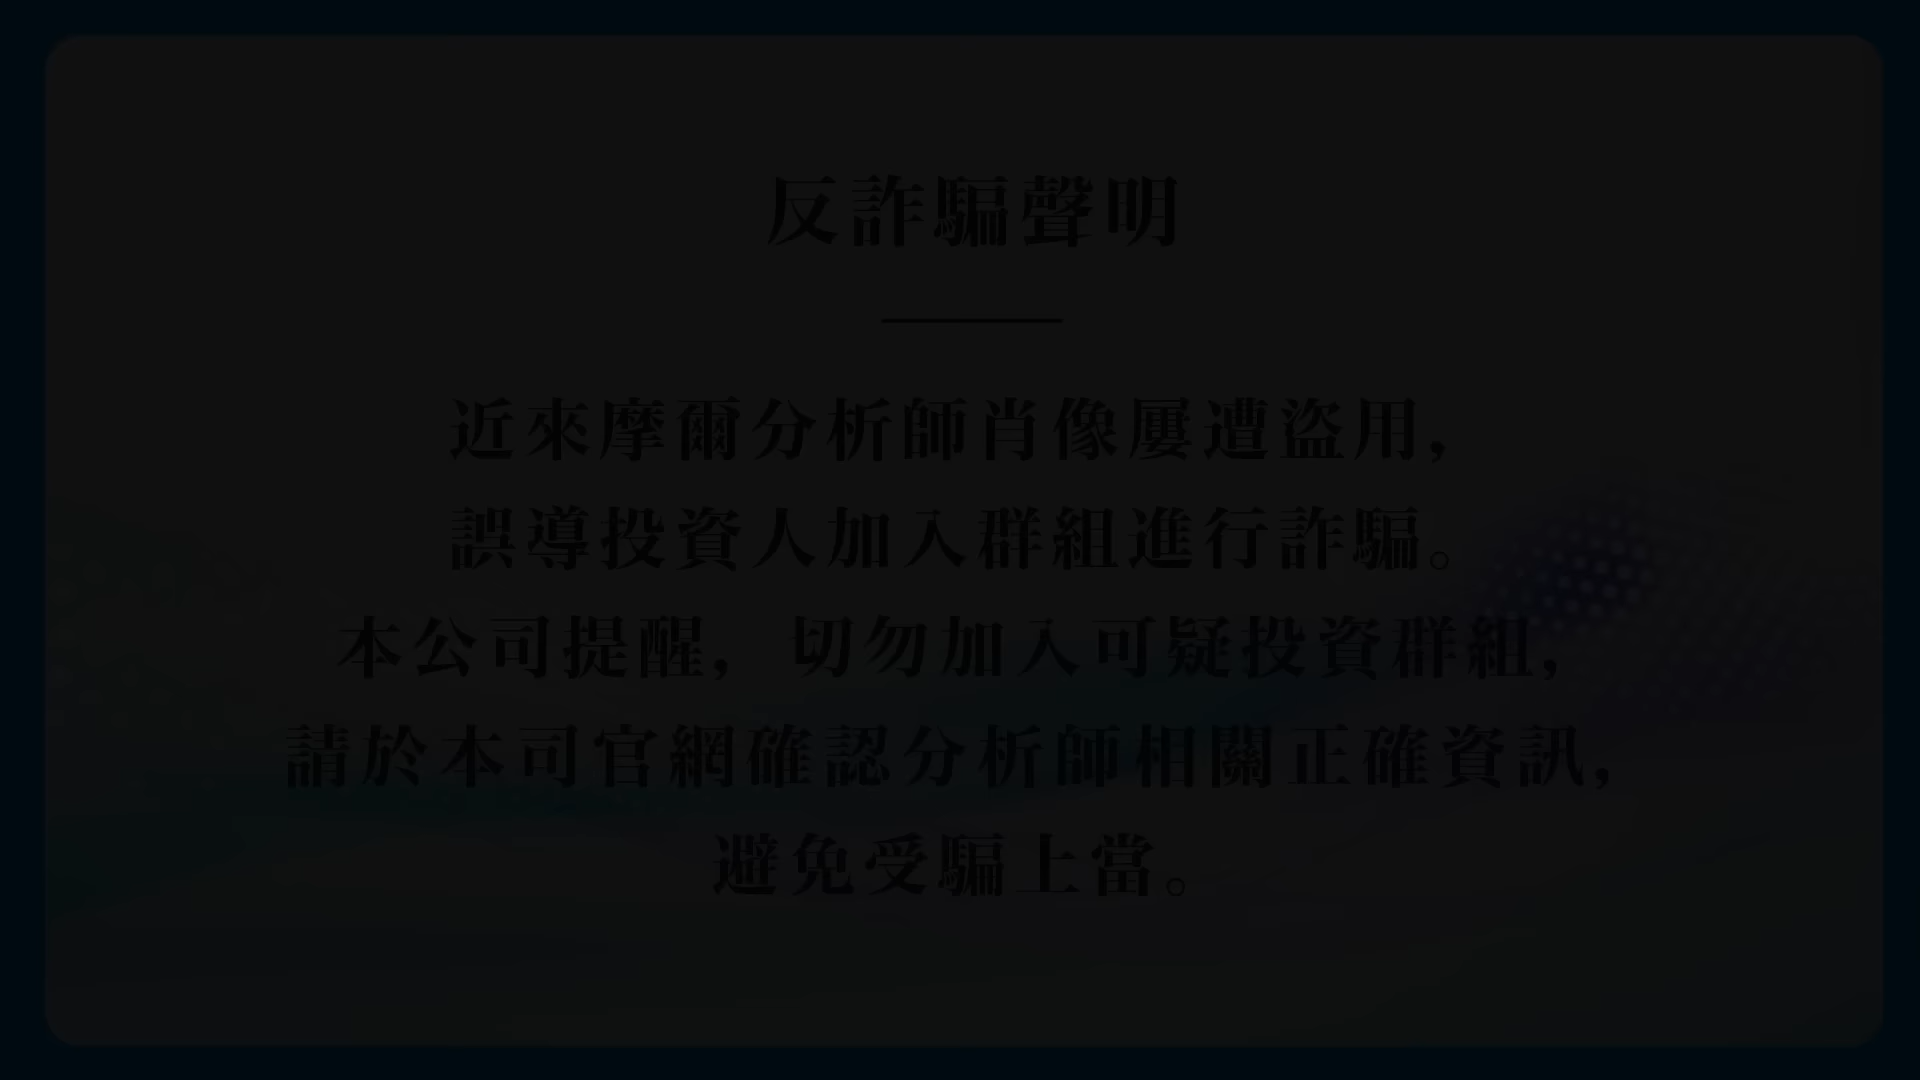 反詐騙聲明
近來摩爾分析師肖像屢遭盜用，
誤導投資人加入群組進行詐騙。
本公司提醒，切勿加入可疑投資群組，
請於本司官網確認分析師相關正確資訊，
避免受騙上當。